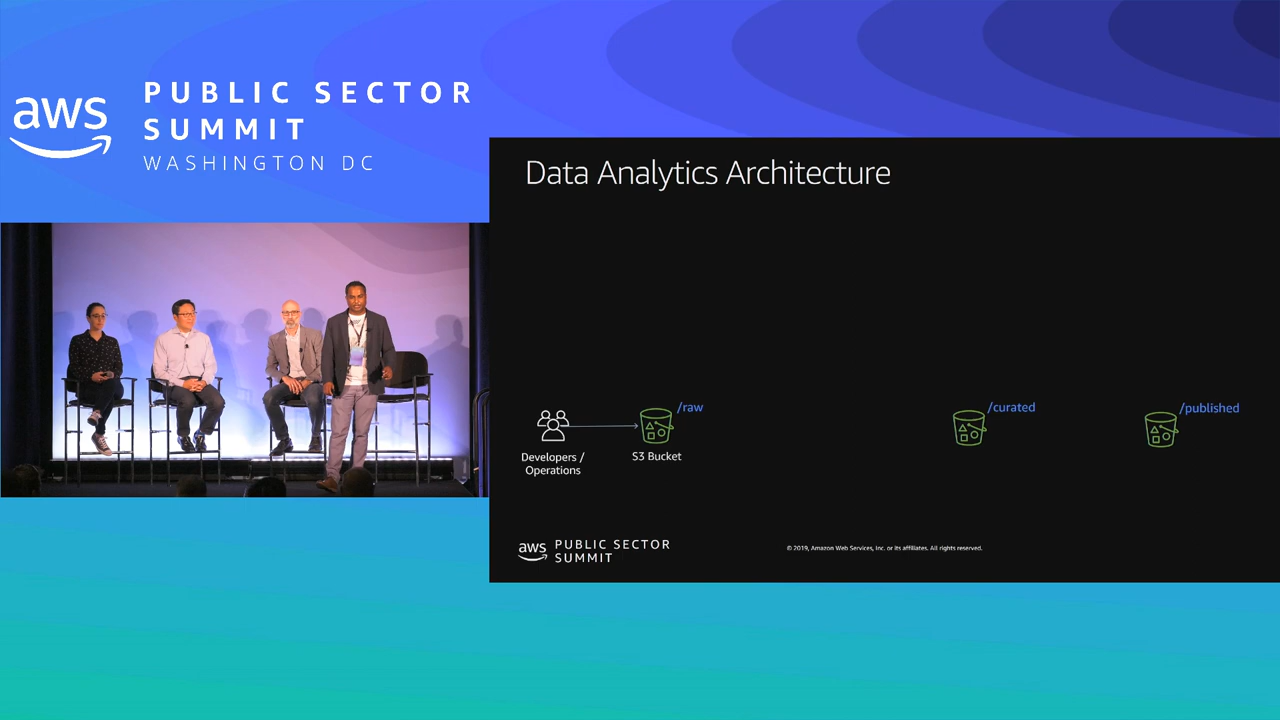 aws
PUBLIC SECTOR
SUMMIT
WASHINGTON DC
Data Analytics Architecture
/raw
/curated
/published
Developers /
Operations
S3 Bucket
aws
PUBLIC SECTOR
SUMMIT
© 2019, Amazon Web Services, Inc. or its affiliates. All rights reserved.